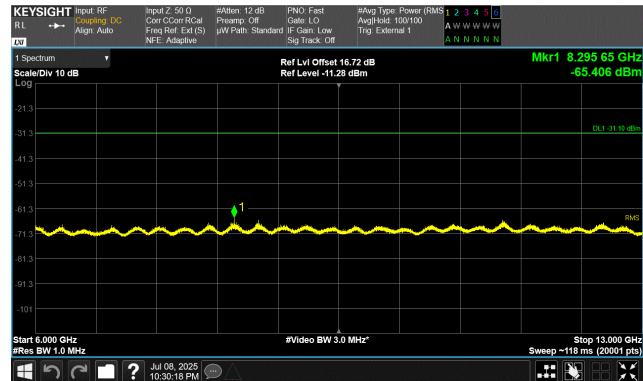 KEYSIGHT
RL
LXI
Input: RF
Coupling: DC
Align: Auto
Input Z: 50 Ω
Corr CCorr RCal
Freq Ref: Ext (S)
NFE: Adaptive
#Atten: 12 dB
Preamp: Off
µW Path: Standard
PNO: Fast
Gate: LO
IF Gain: Low
Sig Track: Off
#Avg Type: Power (RMS
Avg|Hold: 100/100
Trig: External 1
1 2 3 4 5 6
A W W W W W
A N N N N N
1 Spectrum
Scale/Div 10 dB
Ref Lvl Offset 16.72 dB
Ref Level -11.28 dBm
Mkr1 8.295 65 GHz
-65.406 dBm
Log
-21.3
-31.3
DL1 -31.10 dBm
-41.3
-51.3
-61.3
1
RMS
-71.3
-81.3
-91.3
-101
Start 6.000 GHz
#Res BW 1.0 MHz
#Video BW 3.0 MHz*
Stop 13.000 GHz
Sweep ~118 ms (20001 pts)
?
Jul 08, 2025
10:30:18 PM